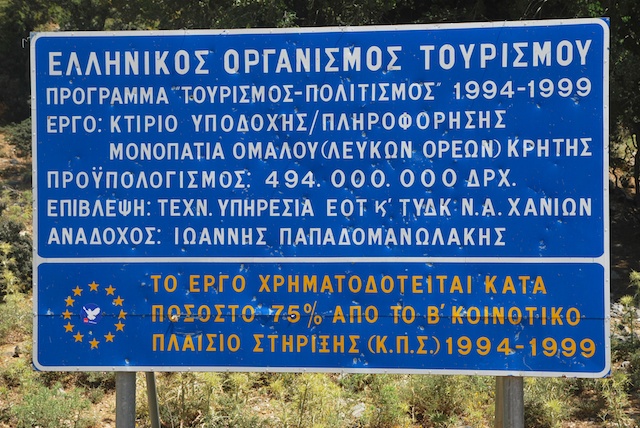 ΕΛΛΗΝΙΚΟΣ ΟΡΓΑΝΙΣΜΟΣ ΤΟΥΡΙΣΜΟΥ
ΠΡΟΓΡΑΜΜΑ "ΤΟΥΡΙΣΜΟΣ-ΠΟΛΙΤΙΣΜΟΣ" 1994-1999
ΕΡΓΟ: ΚΤΙΡΙΟ ΥΠΟΔΟΧΗΣ/ΠΛΗΡΟΦΟΡΗΣΗΣ
ΜΟΝΟΠΑΤΙΑ ΟΜΑΛΟΥ(ΛΕΥΚΩΝ ΟΡΕΩΝ) ΚΡΗΤΗΣ
ΠΡΟΫΠΟΛΟΓΙΣΜΟΣ: 494.000.000 ΔΡΧ.
ΕΠΙΒΛΕΨΗ: ΤΕΧΝ. ΥΠΗΡΕΣΙΑ ΕΟΤ Κ' ΤΥΔΚ Ν.Α. ΧΑΝΙΩΝ
ΑΝΑΔΟΧΟΣ: ΙΩΑΝΝΗΣ ΠΑΠΑΔΟΜΑΝΩΛΑΚΗΣ
ΤΟ ΕΡΓΟ ΧΡΗΜΑΤΟΔΟΤΕΙΤΑΙ ΚΑΤΑ
ΠΟΣΟΣΤΟ 75% ΑΠΟ ΤΟ Β' ΚΟΙΝΟΤΙΚΟ
ΠΛΑΙΣΙΟ ΣΤΗΡΙΞΗΣ (Κ.Π.Σ.) 1994-1999